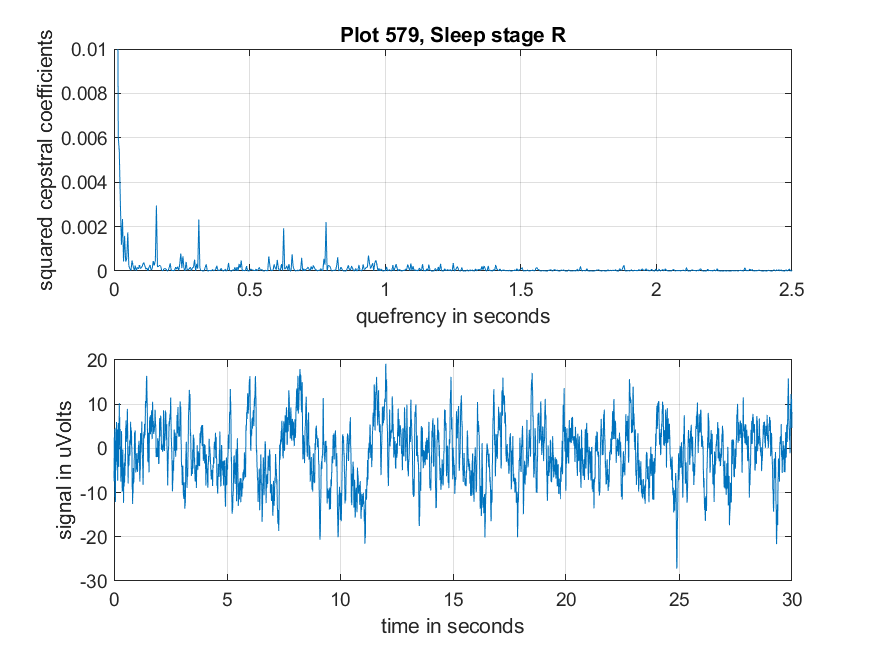 Plot 579, Sleep stage R
squared cepstral coefficients
0.01
0.008
0.006
0.004
0.002
0
0 0.5 1 1.5 2 2.5
quefrency in seconds
signal in uVolts
20
10
0
-10
-20
-30
0 5 10 15 20 25 30
time in seconds